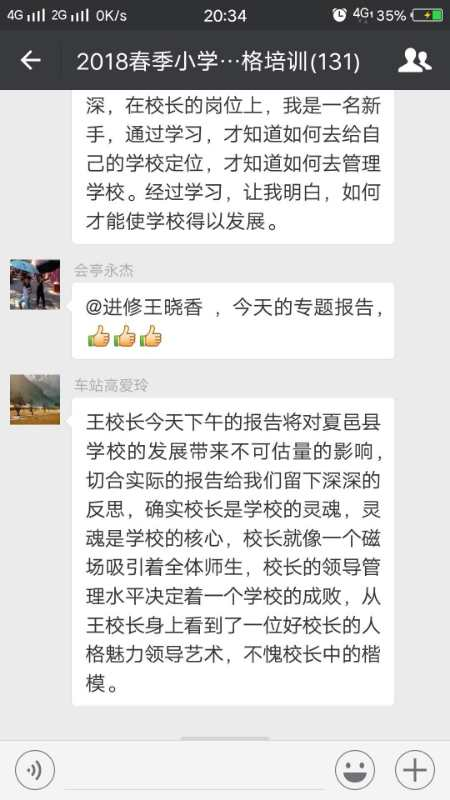 4G 2G 0K/s 20:34 4G 35%
2018春季小学…格培训(131)
深，在校长的岗位上，我是一名新
手，通过学习，才知道如何去给自
己的学校定位，才知道如何去管理
学校。经过学习，让我明白，如何
才能使学校得以发展。
会亭永杰
@进修王晓香 ，今天的专题报告，
👍👍👍
车站高爱玲
王校长今天下午的报告将对夏邑县
学校的发展带来不可估量的影响，
切合实际的报告给我们留下深深的
反思，确实校长是学校的灵魂，灵
魂是学校的核心，校长就像一个磁
场吸引着全体师生，校长的领导管
理水平决定着一个学校的成败，从
王校长身上看到了一位好校长的人
格魅力领导艺术，不愧校长中的楷
模。